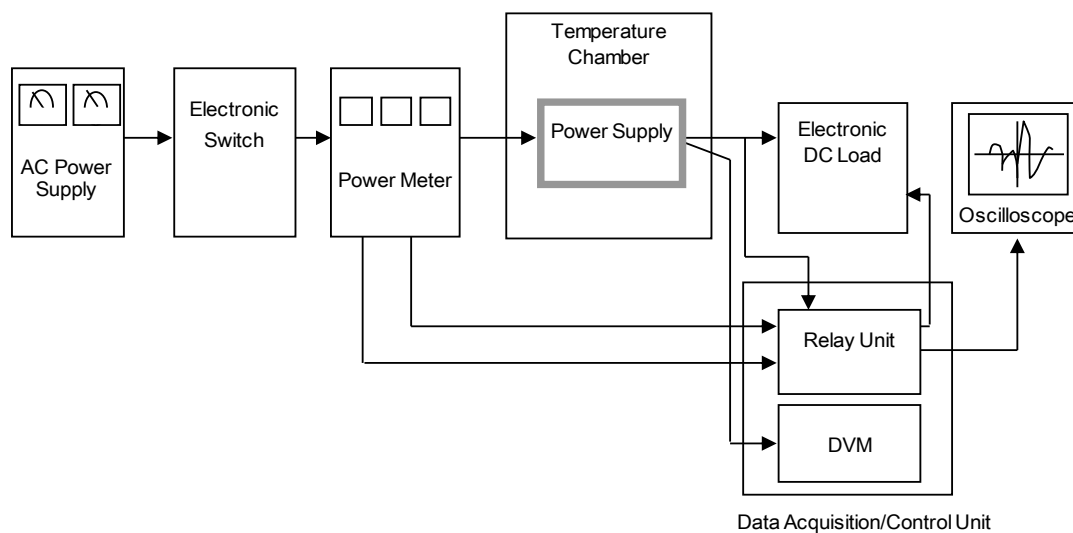 Temperature
Chamber
AC Power
Supply
Electronic
Switch
Power Meter
Power Supply
Electronic
DC Load
Oscilloscope
Relay Unit
DVM
Data Acquisition/Control Unit